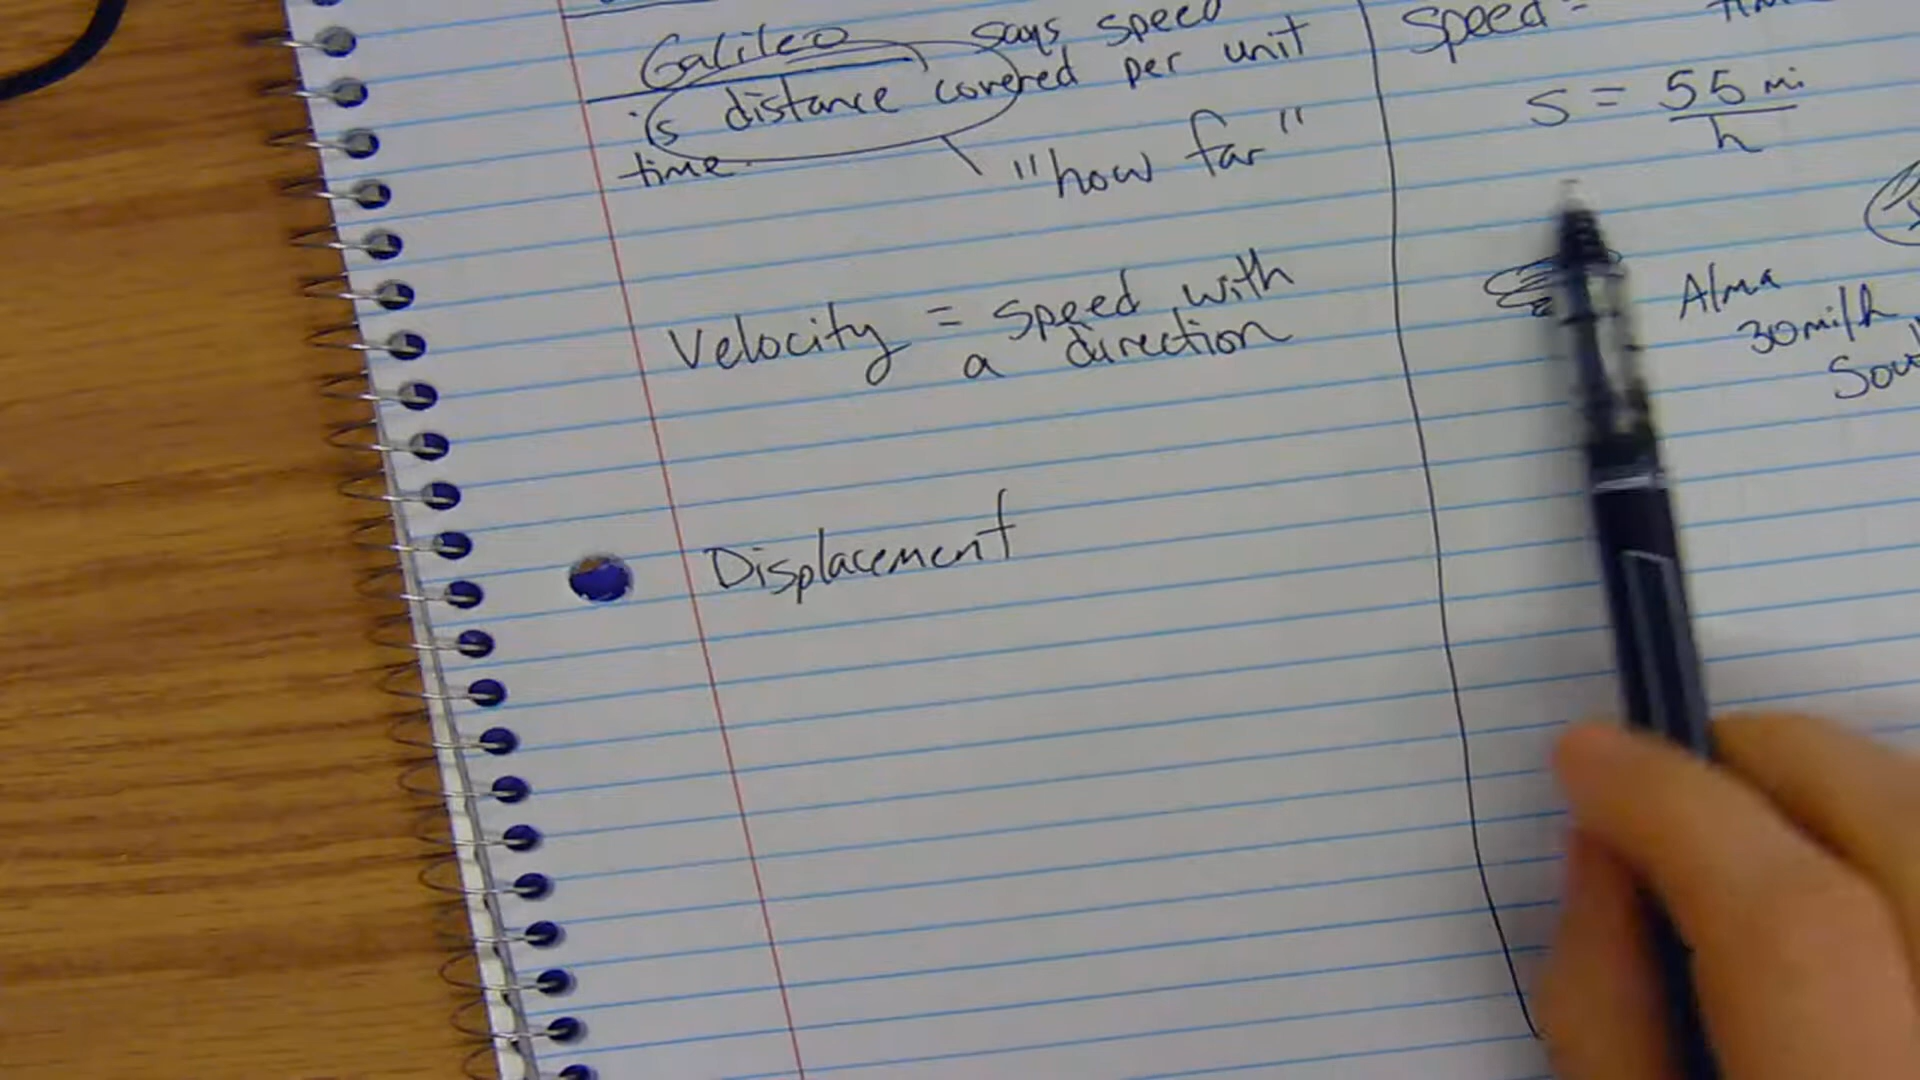 Galileo says speed
is distance covered per unit
time.
"how far"
Velocity = speed with
a direction
Displacement
Speed =
S = 55 mi
h
Alma
30 mi/h